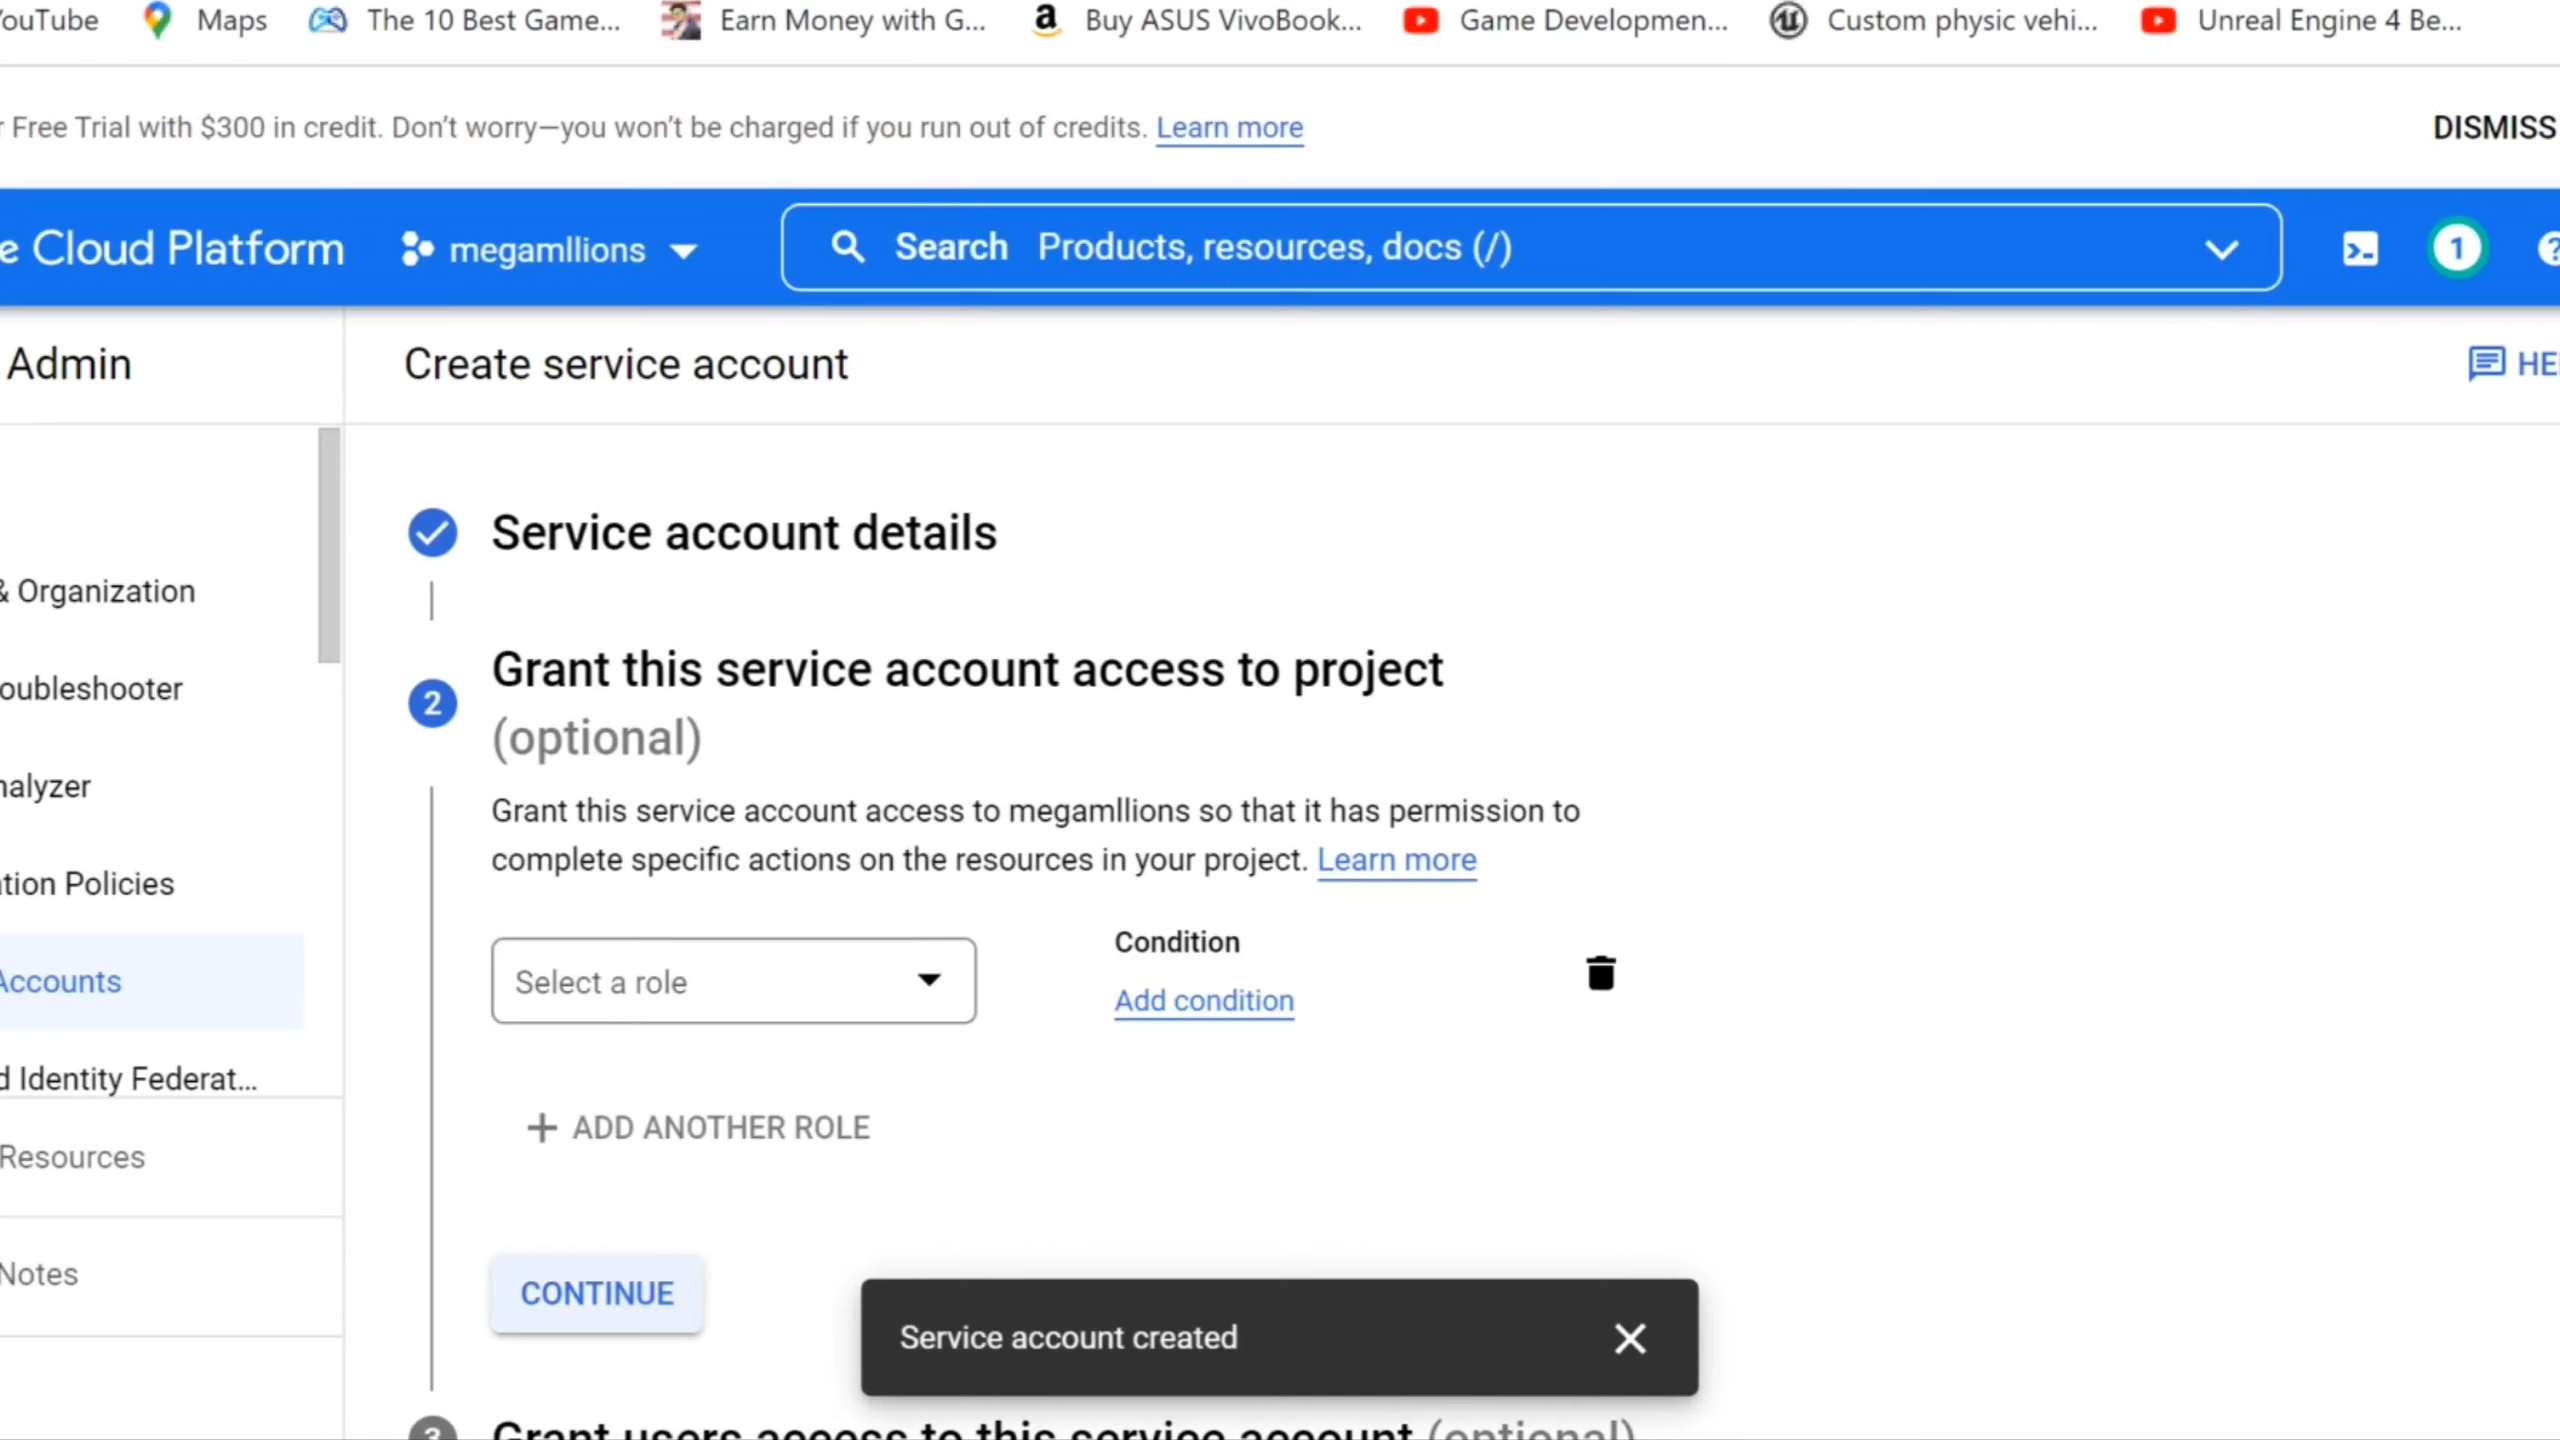 YouTube Maps The 10 Best Game... Earn Money with G... Buy ASUS VivoBook... Game Developmen... Custom physic vehi... Unreal Engine 4 Be...
r Free Trial with $300 in credit. Don't worry—you won't be charged if you run out of credits. Learn more DISMISS
e Cloud Platform megamllions Search Products, resources, docs (/) 1 ?
Admin Create service account HE
Service account details
& Organization
2 Grant this service account access to project
(optional)
oubleshooter
nalyzer
Grant this service account access to megamllions so that it has permission to
complete specific actions on the resources in your project. Learn more
ation Policies
Accounts
Select a role
Condition
Add condition
d Identity Federat...
+ ADD ANOTHER ROLE
Resources
Notes
CONTINUE
Service account created
3 Grant users access to this service account (optional)